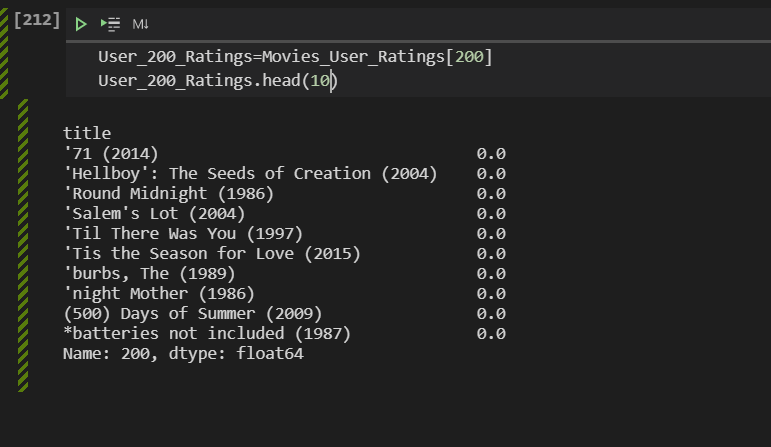 [212]
M↓
User_200_Ratings=Movies_User_Ratings[200]
User_200_Ratings.head(10)
title
'71 (2014) 0.0
'Hellboy': The Seeds of Creation (2004) 0.0
'Round Midnight (1986) 0.0
'Salem's Lot (2004) 0.0
'Til There Was You (1997) 0.0
'Tis the Season for Love (2015) 0.0
'burbs, The (1989) 0.0
'night Mother (1986) 0.0
(500) Days of Summer (2009) 0.0
*batteries not included (1987) 0.0
Name: 200, dtype: float64